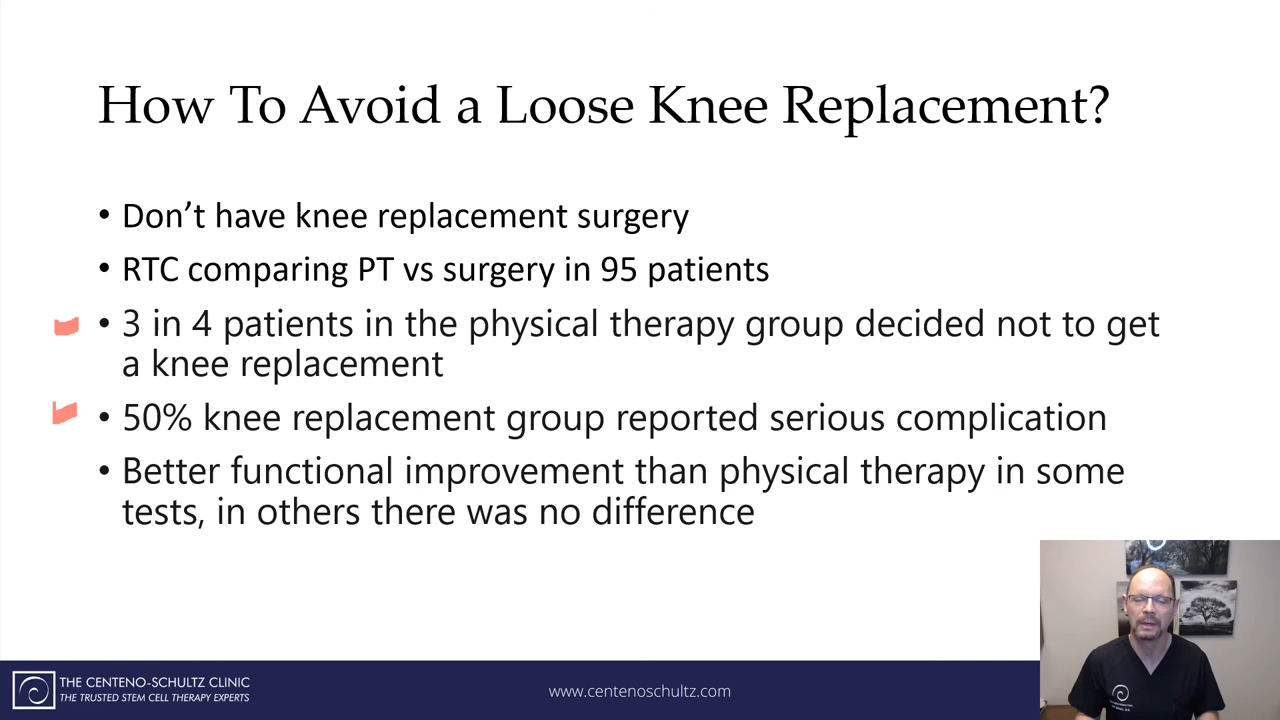 How To Avoid a Loose Knee Replacement?
• Don't have knee replacement surgery
• RTC comparing PT vs surgery in 95 patients
• 3 in 4 patients in the physical therapy group decided not to get
a knee replacement
• 50% knee replacement group reported serious complication
• Better functional improvement than physical therapy in some
tests, in others there was no difference
THE CENTENO-SCHULTZ CLINIC
THE TRUSTED STEM CELL THERAPY EXPERTS
www.centenoschultz.com